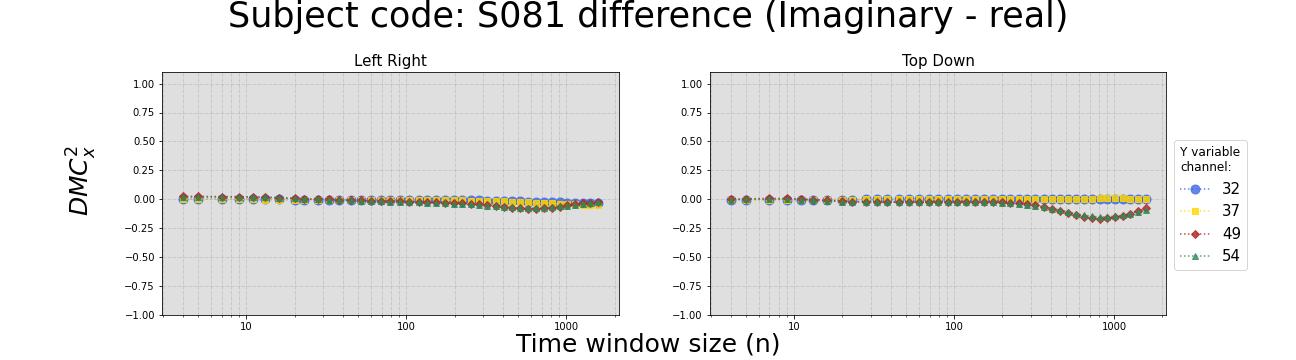 Subject code: S081 difference (Imaginary - real)
Left Right
Top Down
1.00
0.75
0.50
0.25
0.00
−0.25
−0.50
−0.75
−1.00
1.00
0.75
0.50
0.25
0.00
−0.25
−0.50
−0.75
−1.00
DMC²ₓ
10 100 1000
10 100 1000
Time window size (n)
Y variable
channel:
32
37
49
54